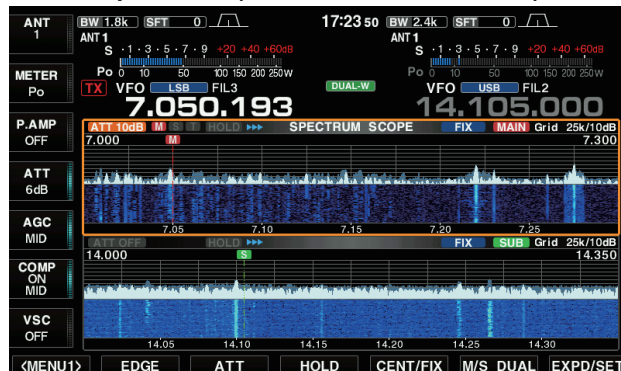 ANT
1
BW 1.8k SFT 0
17:23 50
BW 2.4k SFT 0
ANT 1
ANT 1
S ·1·3·5·7·9 +20 +40 +60dB
S ·1·3·5·7·9 +20 +40 +60dB
METER
Po
Po 0 10 50 100 150 200 250W
Po 0 10 50 100 150 200 250W
TX VFO LSB FIL3
DUAL-W
VFO USB FIL2
7.050.193
14.105.000
P.AMP
OFF
ATT 10dB M S T HOLD SPECTRUM SCOPE FIX MAIN Grid 25k/10dB
7.000 M 7.300
ATT
6dB
AGC
MID
7.05 7.10 7.15 7.20 7.25
ATT OFF HOLD FIX SUB Grid 25k/10dB
14.000 S 14.350
COMP
ON
MID
VSC
OFF
14.05 14.10 14.15 14.20 14.25 14.30
<MENU1> EDGE ATT HOLD CENT/FIX M/S DUAL EXPD/SET